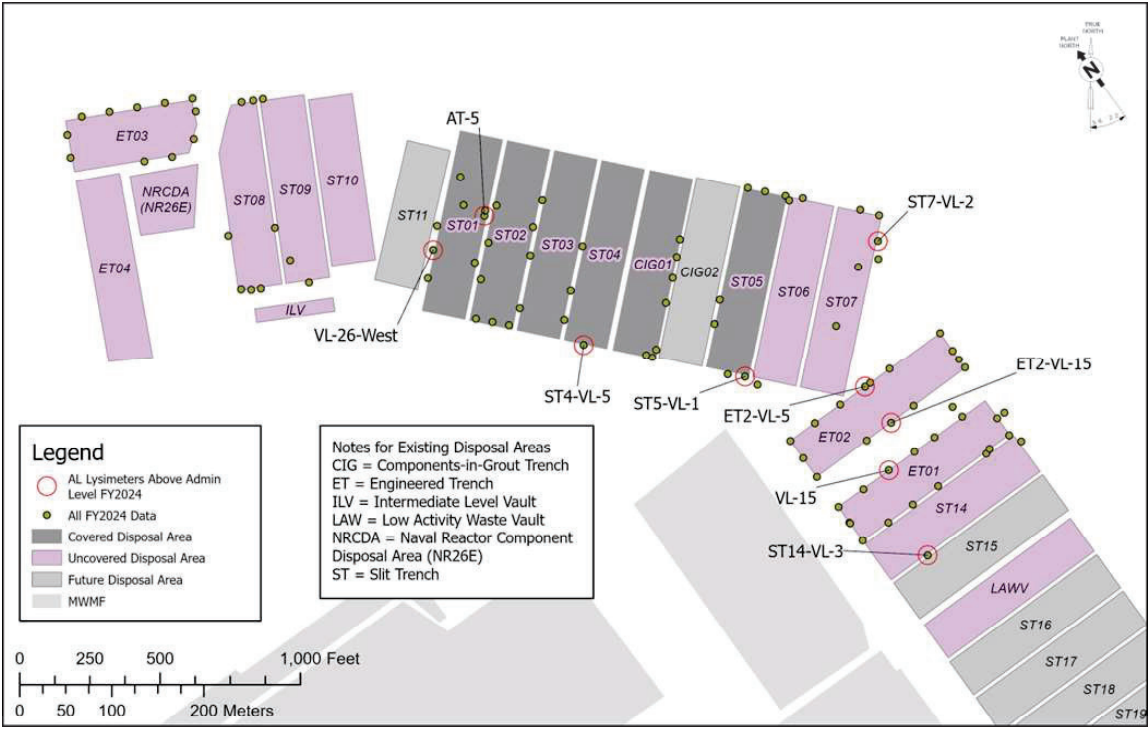 TRUE
NORTH
PLANT
NORTH
N
ET03
NRCDA
(NR26E)
ET04
ST08
ST09
ST10
ILV
ST11
AT-5
ST01
ST02
ST03
ST04
CIG01
CIG02
ST05
ST06
ST07
ST7-VL-2
VL-26-West
ST4-VL-5
ST5-VL-1
ET2-VL-5
ET2-VL-15
ET02
ET01
VL-15
ST14
ST14-VL-3
ST15
LAWV
ST16
ST17
ST18
ST19
Legend
AL Lysimeters Above Admin
Level FY2024
All FY2024 Data
Covered Disposal Area
Uncovered Disposal Area
Future Disposal Area
MWMF
Notes for Existing Disposal Areas
CIG = Components-in-Grout Trench
ET = Engineered Trench
ILV = Intermediate Level Vault
LAW = Low Activity Waste Vault
NRCDA = Naval Reactor Component
Disposal Area (NR26E)
ST = Slit Trench
0 250 500 1,000 Feet
0 50 100 200 Meters